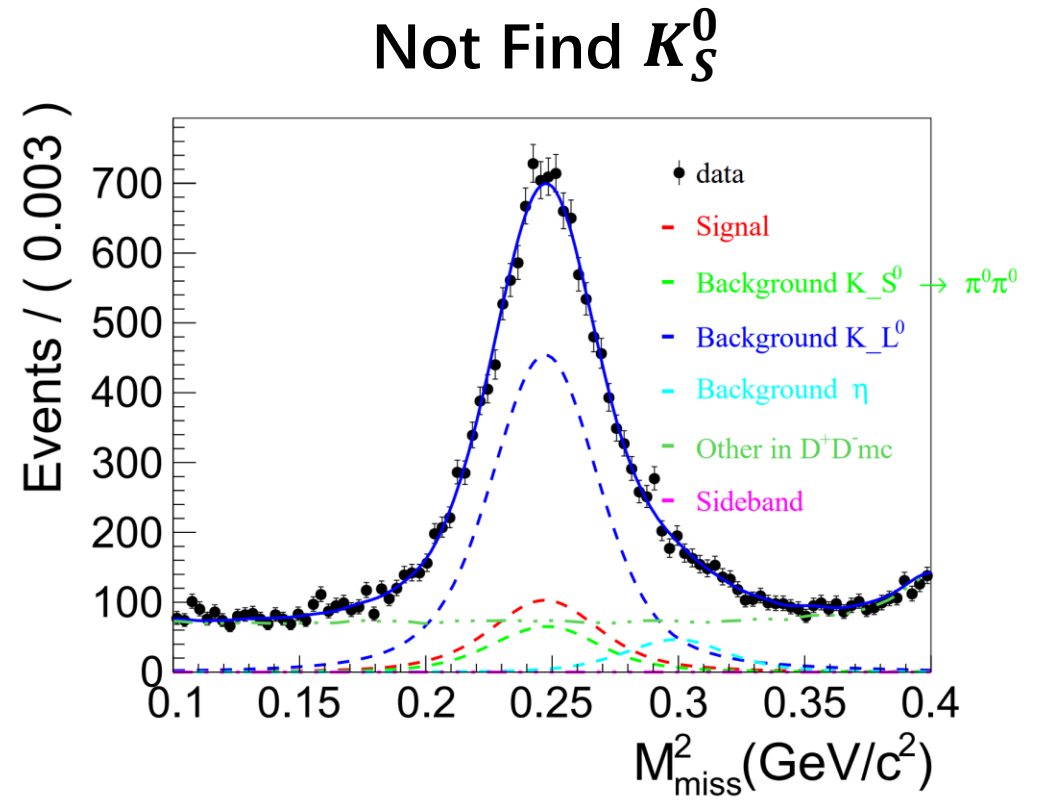 Not Find K_S^0
Events / ( 0.003 )
700
600
500
400
300
200
100
0
data
Signal
Background K_S^0 → π^0π^0
Background K_L^0
Background η
Other in D^+D^-mc
Sideband
0.1 0.15 0.2 0.25 0.3 0.35 0.4
M^2_miss(GeV/c^2)